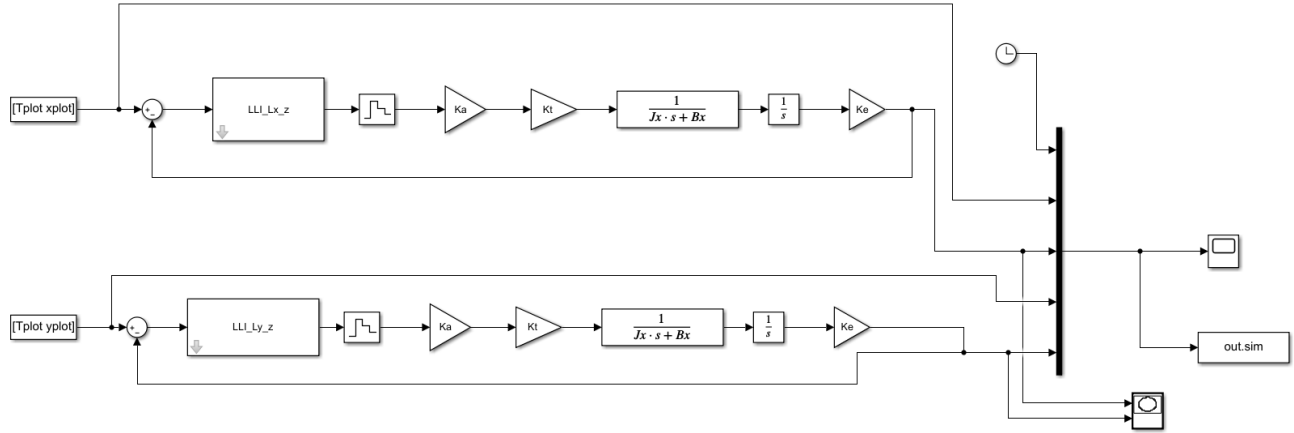 [Tplot xplot]
+
−
LLI_Lx_z
Ka
Kt
1
Jx · s + Bx
1
s
Ke
[Tplot yplot]
+
−
LLI_Ly_z
Ka
Kt
1
Jx · s + Bx
1
s
Ke
out.sim